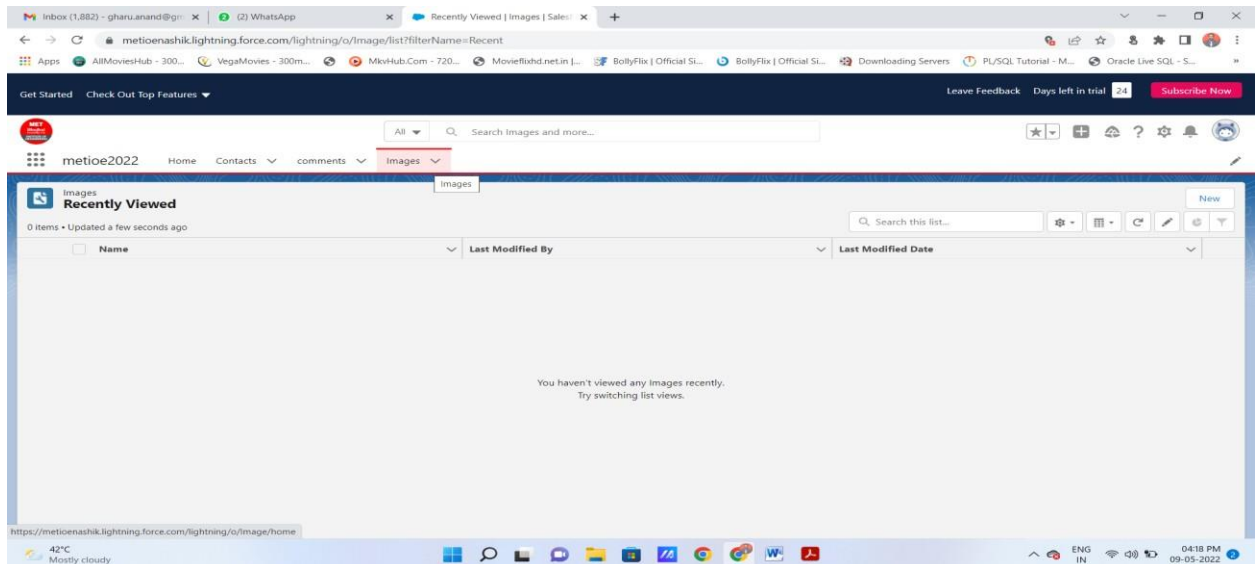 Inbox (1,882) - gharu.anand@gm
(2) WhatsApp
Recently Viewed | Images | Sales
metioenashik.lightning.force.com/lightning/o/Image/list?filterName=Recent
Apps AllMoviesHub - 300... VegaMovies - 300m... MkvHub.Com - 720... Movieflixhd.net.in |... BollyFlix | Official Si... BollyFlix | Official Si... Downloading Servers PL/SQL Tutorial - M... Oracle Live SQL - S... »
Get Started Check Out Top Features Leave Feedback Days left in trial 24 Subscribe Now
MET
All Search Images and more...
metioe2022 Home Contacts comments Images
Images
Images
Recently Viewed
New
0 items • Updated a few seconds ago
Search this list...
Name Last Modified By Last Modified Date
You haven't viewed any Images recently.
Try switching list views.
https://metioenashik.lightning.force.com/lightning/o/Image/home
42°C
Mostly cloudy
ENG
IN
04:18 PM
09-05-2022
2